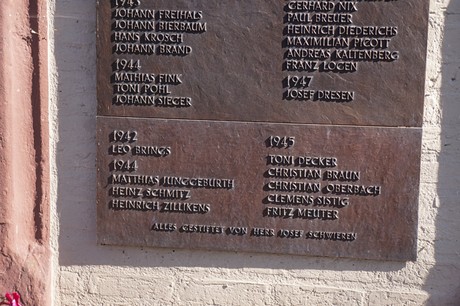 1943
JOHANN FREIHALS
JOHANN BIERBAUM
HANS KROSCH
JOHANN BRAND
1944
MATHIAS FINK
TONI POHL
JOHANN SIEGER
GERHARD NIX
PAUL BREUER
HEINRICH DIEDERICHS
MAXIMILIAN PICOTT
ANDREAS KALTENBERG
FRANZ LOGEN
1947
JOSEF DRESEN
1942
LEO BRINGS
1944
MATTHIAS JUNGGEBURTH
HEINZ SCHMITZ
HEINRICH ZILLIKENS
1945
TONI DECKER
CHRISTIAN BRAUN
CHRISTIAN OBERBACH
CLEMENS SISTIG
FRITZ MEUTER
ALLES GESTIFTET VON HERR JOSEF SCHWIEREN